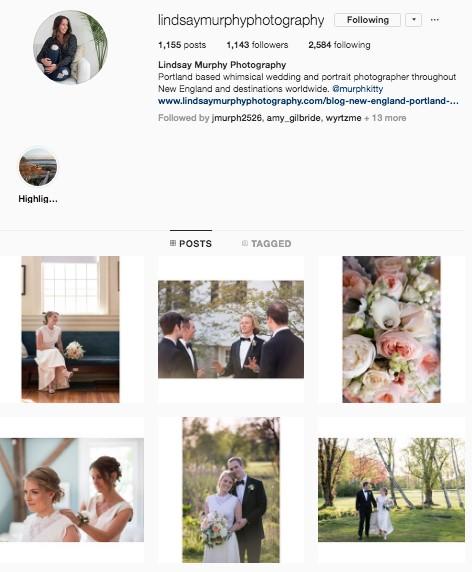 lindsaymurphyphotography Following ...
1,155 posts 1,143 followers 2,584 following
Lindsay Murphy Photography
Portland based whimsical wedding and portrait photographer throughout
New England and destinations worldwide. @murphkitty
www.lindsaymurphyphotography.com/blog-new-england-portland-...
Followed by jmurph2526, amy_gilbride, wyrtzme + 13 more
Highlig...
POSTS TAGGED